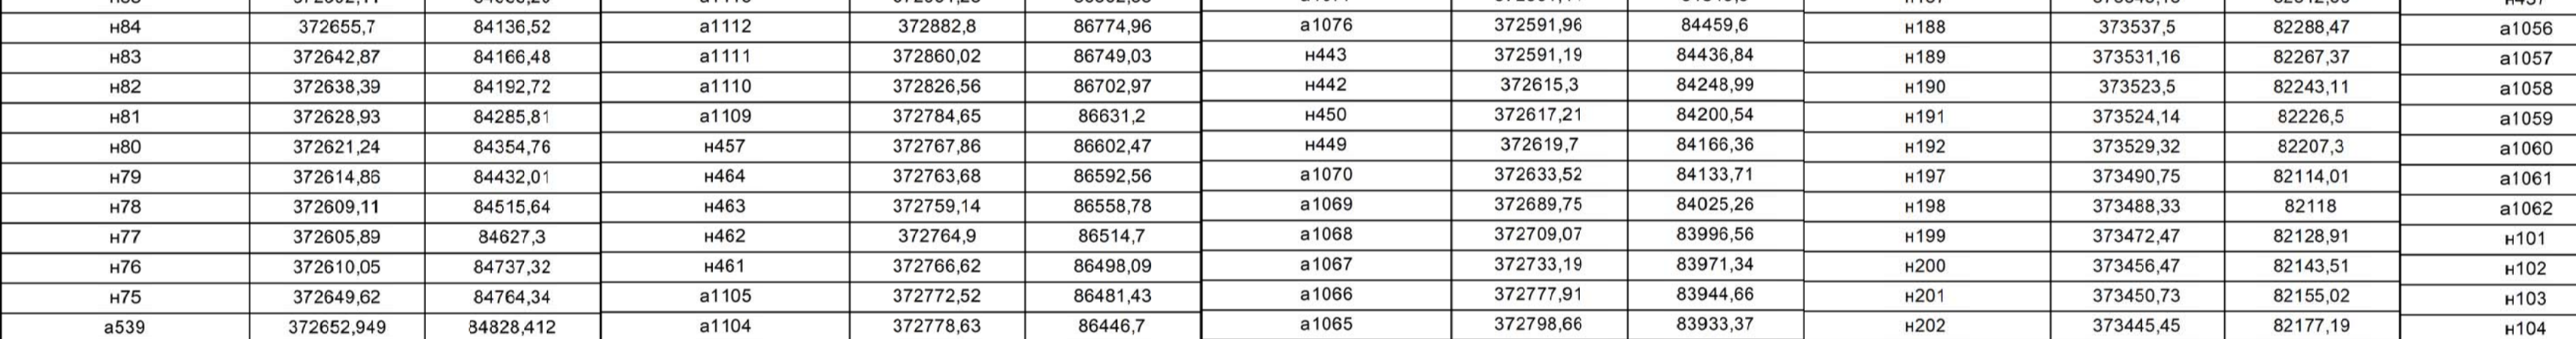 н84 372655,7 84136,52 а1112 372882,8 86774,96 а1076 372591,96 84459,6 н188 373537,5 82288,47 а1056
н83 372642,87 84166,48 а1111 372860,02 86749,03 н443 372591,19 84436,84 н189 373531,16 82267,37 а1057
н82 372638,39 84192,72 а1110 372826,56 86702,97 н442 372615,3 84248,99 н190 373523,5 82243,11 а1058
н81 372628,93 84285,81 а1109 372784,65 86631,2 н450 372617,21 84200,54 н191 373524,14 82226,5 а1059
н80 372621,24 84354,76 н457 372767,86 86602,47 н449 372619,7 84166,36 н192 373529,32 82207,3 а1060
н79 372614,86 84432,01 н464 372763,68 86592,56 а1070 372633,52 84133,71 н197 373490,75 82114,01 а1061
н78 372609,11 84515,64 н463 372759,14 86558,78 а1069 372689,75 84025,26 н198 373488,33 82118 а1062
н77 372605,89 84627,3 н462 372764,9 86514,7 а1068 372709,07 83996,56 н199 373472,47 82128,91 н101
н76 372610,05 84737,32 н461 372766,62 86498,09 а1067 372733,19 83971,34 н200 373456,47 82143,51 н102
н75 372649,62 84764,34 а1105 372772,52 86481,43 а1066 372777,91 83944,66 н201 373450,73 82155,02 н103
а539 372652,949 84828,412 а1104 372778,63 86446,7 а1065 372798,66 83933,37 н202 373445,45 82177,19 н104